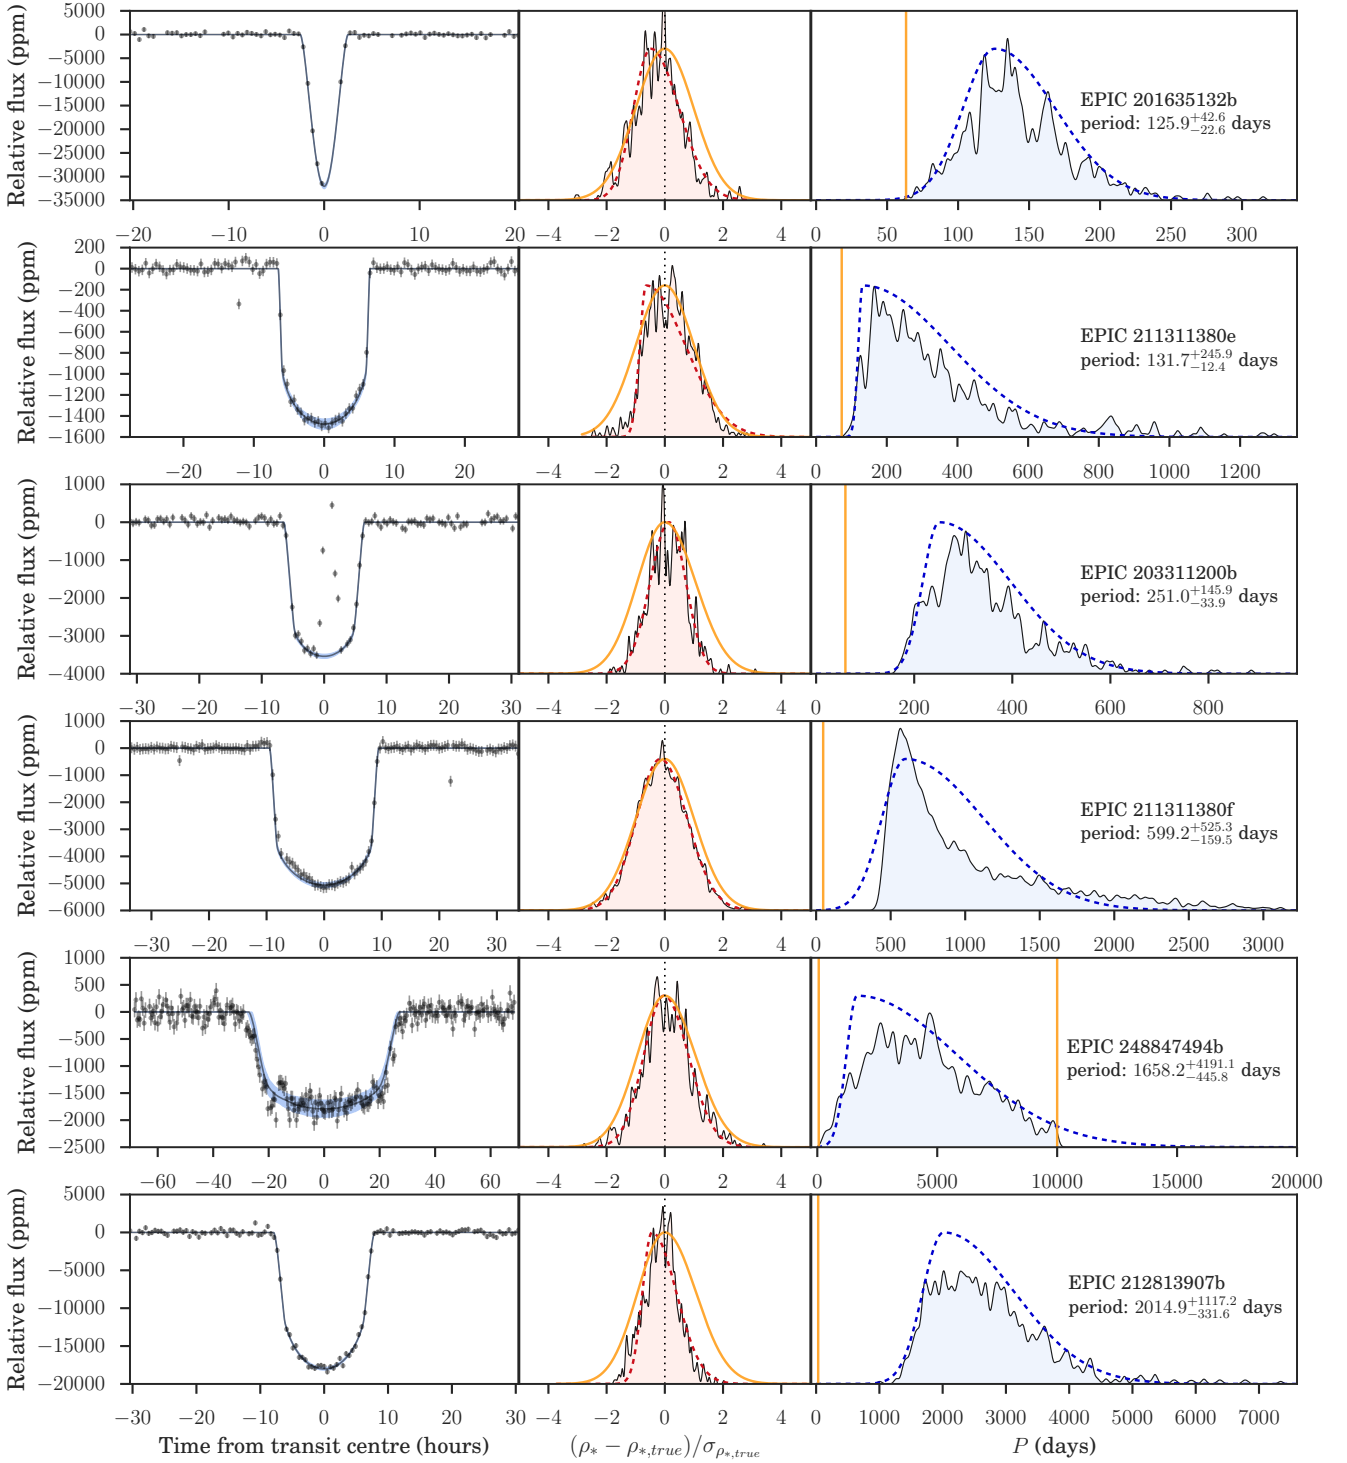 Relative flux (ppm)
5000
0
−5000
−10000
−15000
−20000
−25000
−30000
−35000
EPIC 201635132b
period: 125.9+42.6−22.6 days
−20 −10 0 10 20 −4 −2 0 2 4 0 50 100 150 200 250 300
Relative flux (ppm)
200
0
−200
−400
−600
−800
−1000
−1200
−1400
−1600
EPIC 211311380e
period: 131.7+245.9−12.4 days
−20 −10 0 10 20 −4 −2 0 2 4 0 200 400 600 800 1000 1200
Relative flux (ppm)
1000
0
−1000
−2000
−3000
−4000
EPIC 203311200b
period: 251.0+145.9−33.9 days
−30 −20 −10 0 10 20 30 −4 −2 0 2 4 0 200 400 600 800
Relative flux (ppm)
1000
0
−1000
−2000
−3000
−4000
−5000
−6000
EPIC 211311380f
period: 599.2+525.3−159.5 days
−30 −20 −10 0 10 20 30 −4 −2 0 2 4 0 500 1000 1500 2000 2500 3000
Relative flux (ppm)
1000
500
0
−500
−1000
−1500
−2000
−2500
EPIC 248847494b
period: 1658.2+4191.1−445.8 days
−60 −40 −20 0 20 40 60 −4 −2 0 2 4 0 5000 10000 15000 20000
Relative flux (ppm)
5000
0
−5000
−10000
−15000
−20000
EPIC 212813907b
period: 2014.9+1117.2−331.6 days
−30 −20 −10 0 10 20 30 −4 −2 0 2 4 0 1000 2000 3000 4000 5000 6000 7000
Time from transit centre (hours) (ρ* − ρ*,true)/σρ*,true P (days)